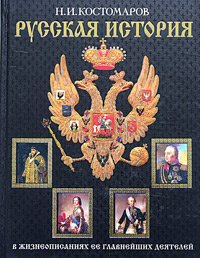 Н.И.КОСТОМАРОВ
РУССКАЯ ИСТОРИЯ
В ЖИЗНЕОПИСАНИЯХ ЕЕ ГЛАВНЕЙШИХ ДЕЯТЕЛЕЙ